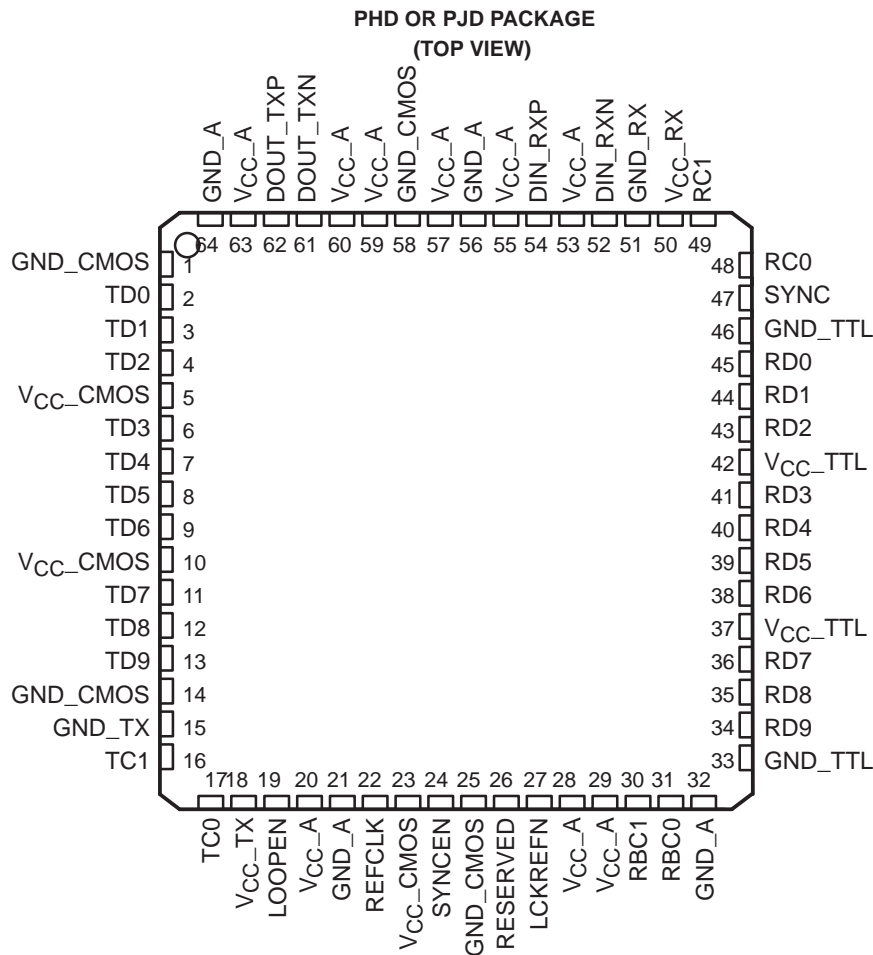 PHD OR PJD PACKAGE
(TOP VIEW)
GND_A
VCC_A
DOUT_TXP
DOUT_TXN
VCC_A
VCC_A
GND_CMOS
VCC_A
GND_A
VCC_A
DIN_RXP
VCC_A
DIN_RXN
GND_RX
VCC_RX
RC1
64 63 62 61 60 59 58 57 56 55 54 53 52 51 50 49
GND_CMOS 1 48 RC0
TD0 2 47 SYNC
TD1 3 46 GND_TTL
TD2 4 45 RD0
VCC_CMOS 5 44 RD1
TD3 6 43 RD2
TD4 7 42 VCC_TTL
TD5 8 41 RD3
TD6 9 40 RD4
VCC_CMOS 10 39 RD5
TD7 11 38 RD6
TD8 12 37 VCC_TTL
TD9 13 36 RD7
GND_CMOS 14 35 RD8
GND_TX 15 34 RD9
TC1 16 33 GND_TTL
17 18 19 20 21 22 23 24 25 26 27 28 29 30 31 32
TC0
VCC_TX
LOOPEN
VCC_A
GND_A
REFCLK
VCC_CMOS
SYNCEN
GND_CMOS
RESERVED
LCKREFN
VCC_A
VCC_A
RBC1
RBC0
GND_A